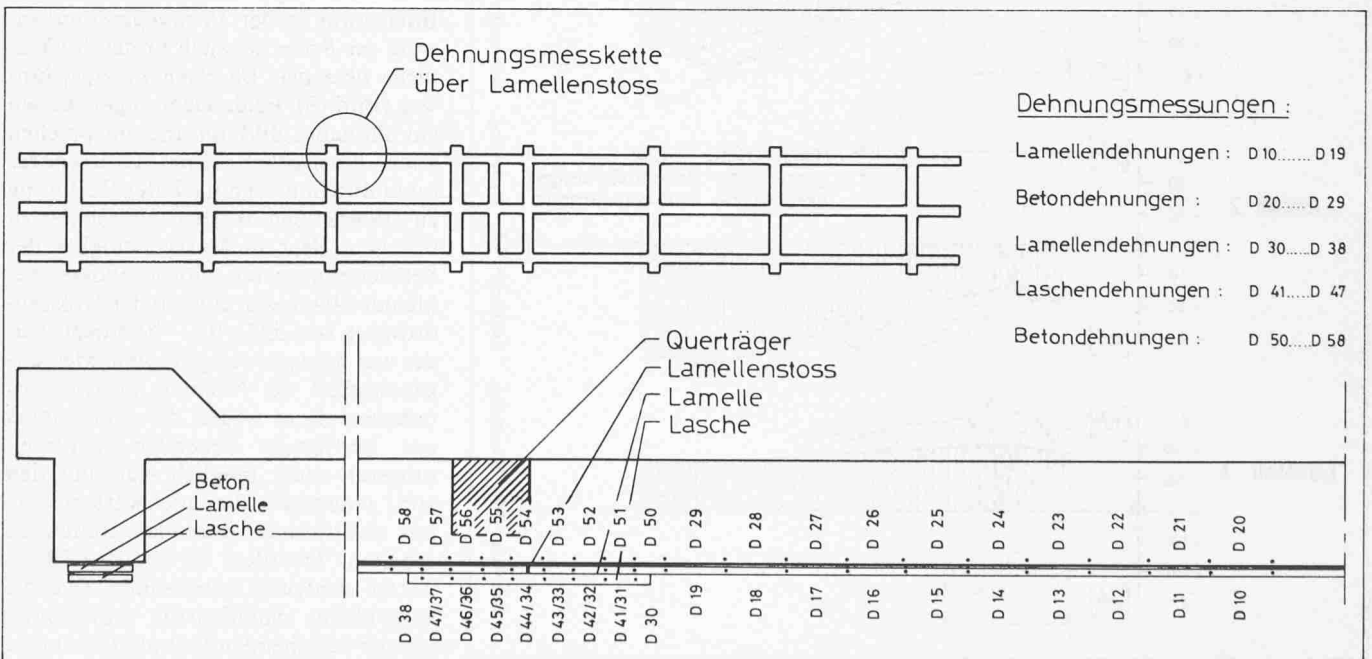 Dehnungsmesskette
über Lamellenstoss
Dehnungsmessungen :
Lamellendehnungen : D 10....... D 19
Betondehnungen : D 20.....D 29
Lamellendehnungen : D 30.....D 38
Laschendehnungen : D 41.....D 47
Betondehnungen : D 50.....D 58
Querträger
Lamellenstoss
Lamelle
Lasche
Beton
Lamelle
Lasche
D 58
D 57
D 56
D 55
D 54
D 53
D 52
D 51
D 50
D 29
D 28
D 27
D 26
D 25
D 24
D 23
D 22
D 21
D 20
D 38
D 47/37
D 46/36
D 45/35
D 44/34
D 43/33
D 42/32
D 41/31
D 30
D 19
D 18
D 17
D 16
D 15
D 14
D 13
D 12
D 11
D 10